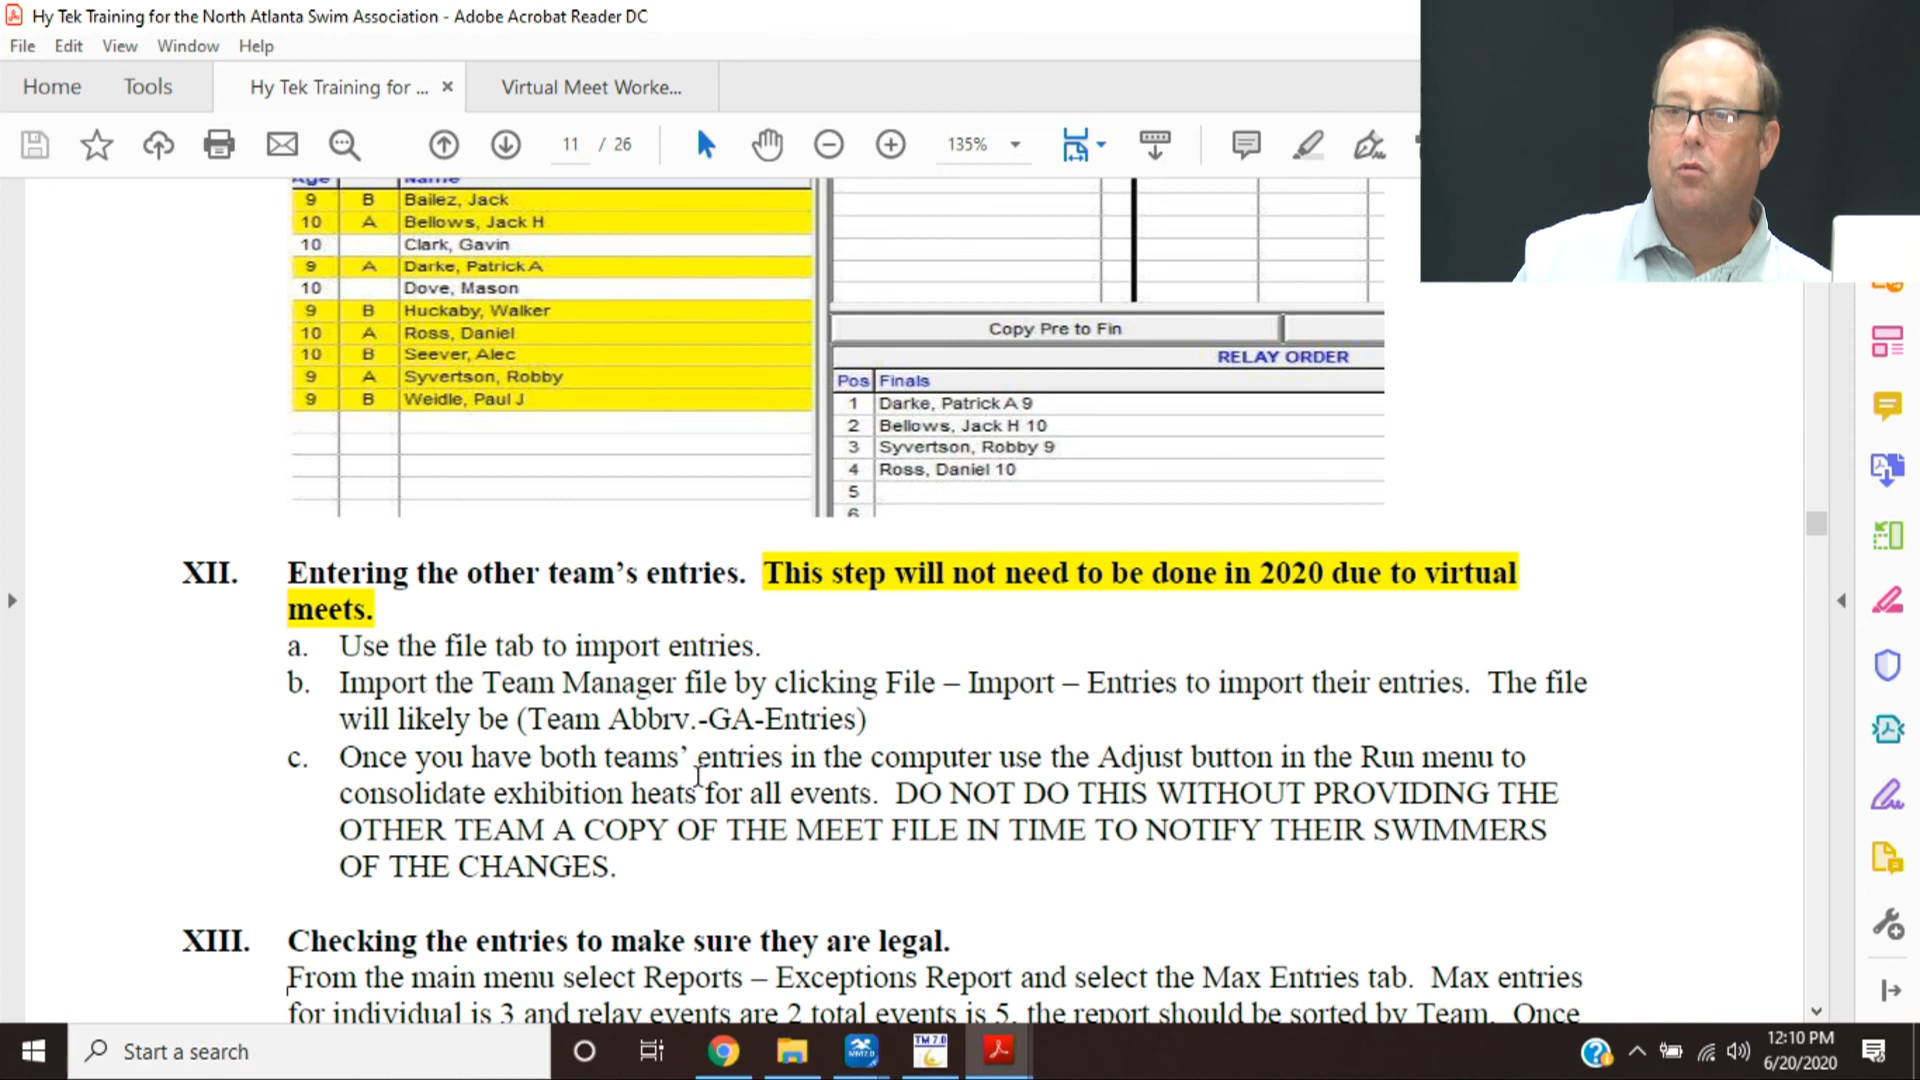 Hy Tek Training for the North Atlanta Swim Association - Adobe Acrobat Reader DC
File Edit View Window Help
Home Tools Hy Tek Training for ... × Virtual Meet Worke...
11 / 26 135%
Age Name
9 B Bailez, Jack
10 A Bellows, Jack H
10 Clark, Gavin
9 A Darke, Patrick A
10 Dove, Mason
9 B Huckaby, Walker
10 A Ross, Daniel
10 B Seever, Alec
9 A Syvertson, Robby
9 B Weidle, Paul J
Copy Pre to Fin
RELAY ORDER
Pos Finals
1 Darke, Patrick A 9
2 Bellows, Jack H 10
3 Syvertson, Robby 9
4 Ross, Daniel 10
5
6
XII. Entering the other team’s entries. This step will not need to be done in 2020 due to virtual
meets.
a. Use the file tab to import entries.
b. Import the Team Manager file by clicking File – Import – Entries to import their entries. The file
will likely be (Team Abbrv.-GA-Entries)
c. Once you have both teams’ entries in the computer use the Adjust button in the Run menu to
consolidate exhibition heats for all events. DO NOT DO THIS WITHOUT PROVIDING THE
OTHER TEAM A COPY OF THE MEET FILE IN TIME TO NOTIFY THEIR SWIMMERS
OF THE CHANGES.
XIII. Checking the entries to make sure they are legal.
From the main menu select Reports – Exceptions Report and select the Max Entries tab. Max entries
for individual is 3 and relay events are 2 total events is 5, the report should be sorted by Team. Once
Start a search
MM7.0
TM 7.0
12:10 PM
6/20/2020